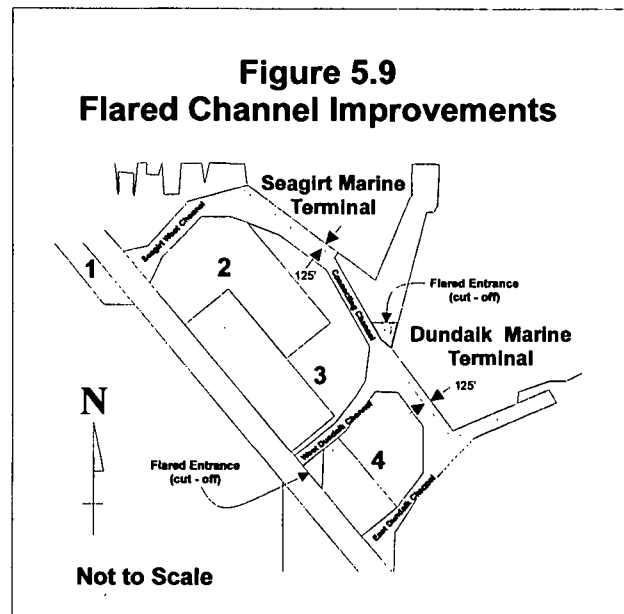 Figure 5.9
Flared Channel Improvements
Seagirt Marine
Terminal
Seagirt West Channel
1
2
125'
Connecting Channel
Flared Entrance
(cut - off)
Dundalk Marine
Terminal
3
125'
N
West Dundalk Channel
4
Flared Entrance
(cut - off)
East Dundalk Channel
Not to Scale